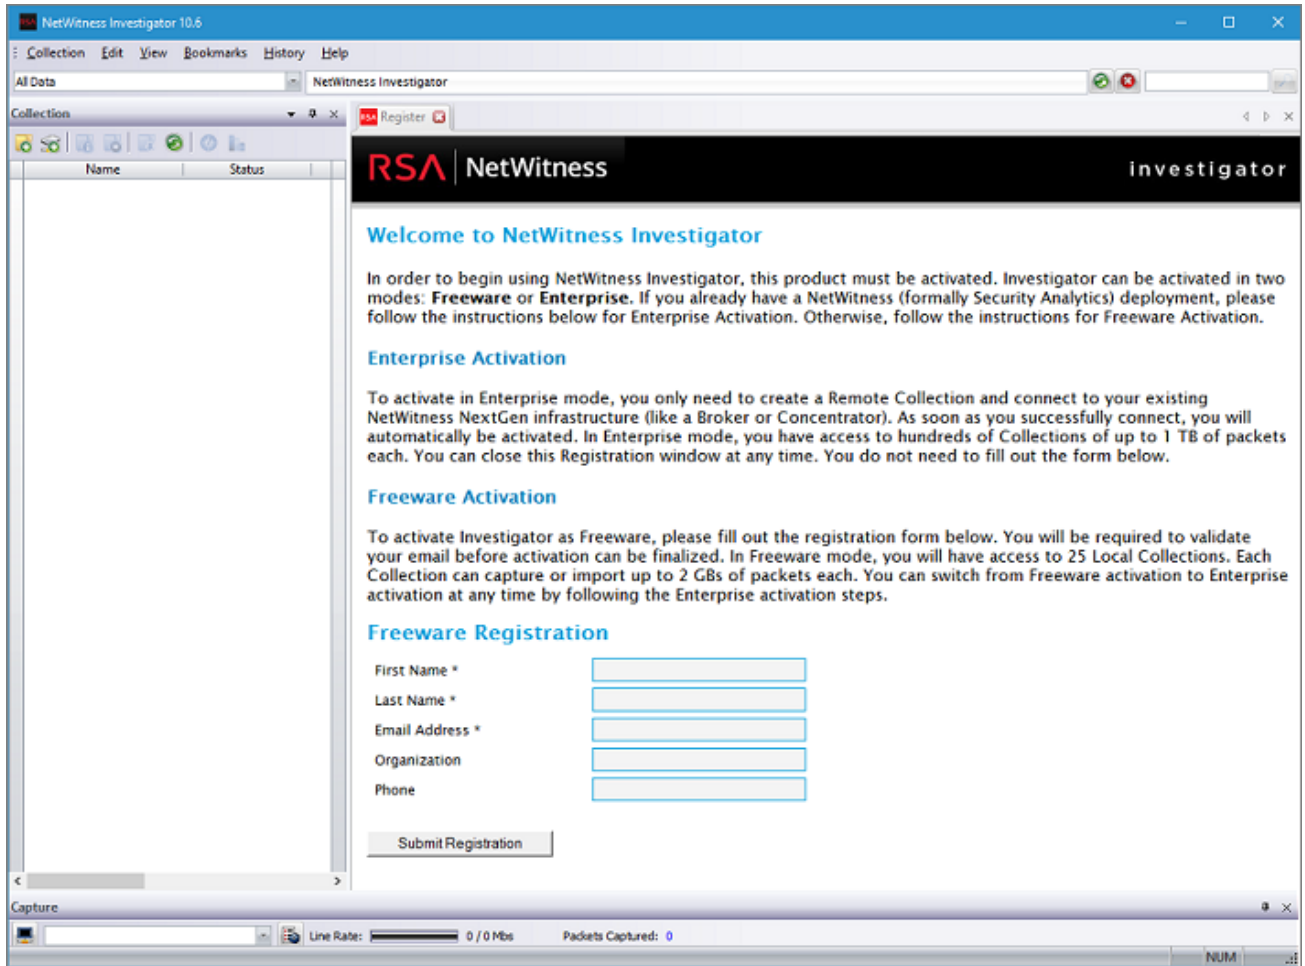 NetWitness Investigator 10.6
Collection Edit View Bookmarks History Help
All Data
NetWitness Investigator
Collection
RSA Register
Name Status
RSA NetWitness
investigator
Welcome to NetWitness Investigator
In order to begin using NetWitness Investigator, this product must be activated. Investigator can be activated in two
modes: Freeware or Enterprise. If you already have a NetWitness (formally Security Analytics) deployment, please
follow the instructions below for Enterprise Activation. Otherwise, follow the instructions for Freeware Activation.
Enterprise Activation
To activate in Enterprise mode, you only need to create a Remote Collection and connect to your existing
NetWitness NextGen infrastructure (like a Broker or Concentrator). As soon as you successfully connect, you will
automatically be activated. In Enterprise mode, you have access to hundreds of Collections of up to 1 TB of packets
each. You can close this Registration window at any time. You do not need to fill out the form below.
Freeware Activation
To activate Investigator as Freeware, please fill out the registration form below. You will be required to validate
your email before activation can be finalized. In Freeware mode, you will have access to 25 Local Collections. Each
Collection can capture or import up to 2 GBs of packets each. You can switch from Freeware activation to Enterprise
activation at any time by following the Enterprise activation steps.
Freeware Registration
First Name *
Last Name *
Email Address *
Organization
Phone
Submit Registration
Capture
Line Rate: 0 / 0 Mbs Packets Captured: 0
NUM